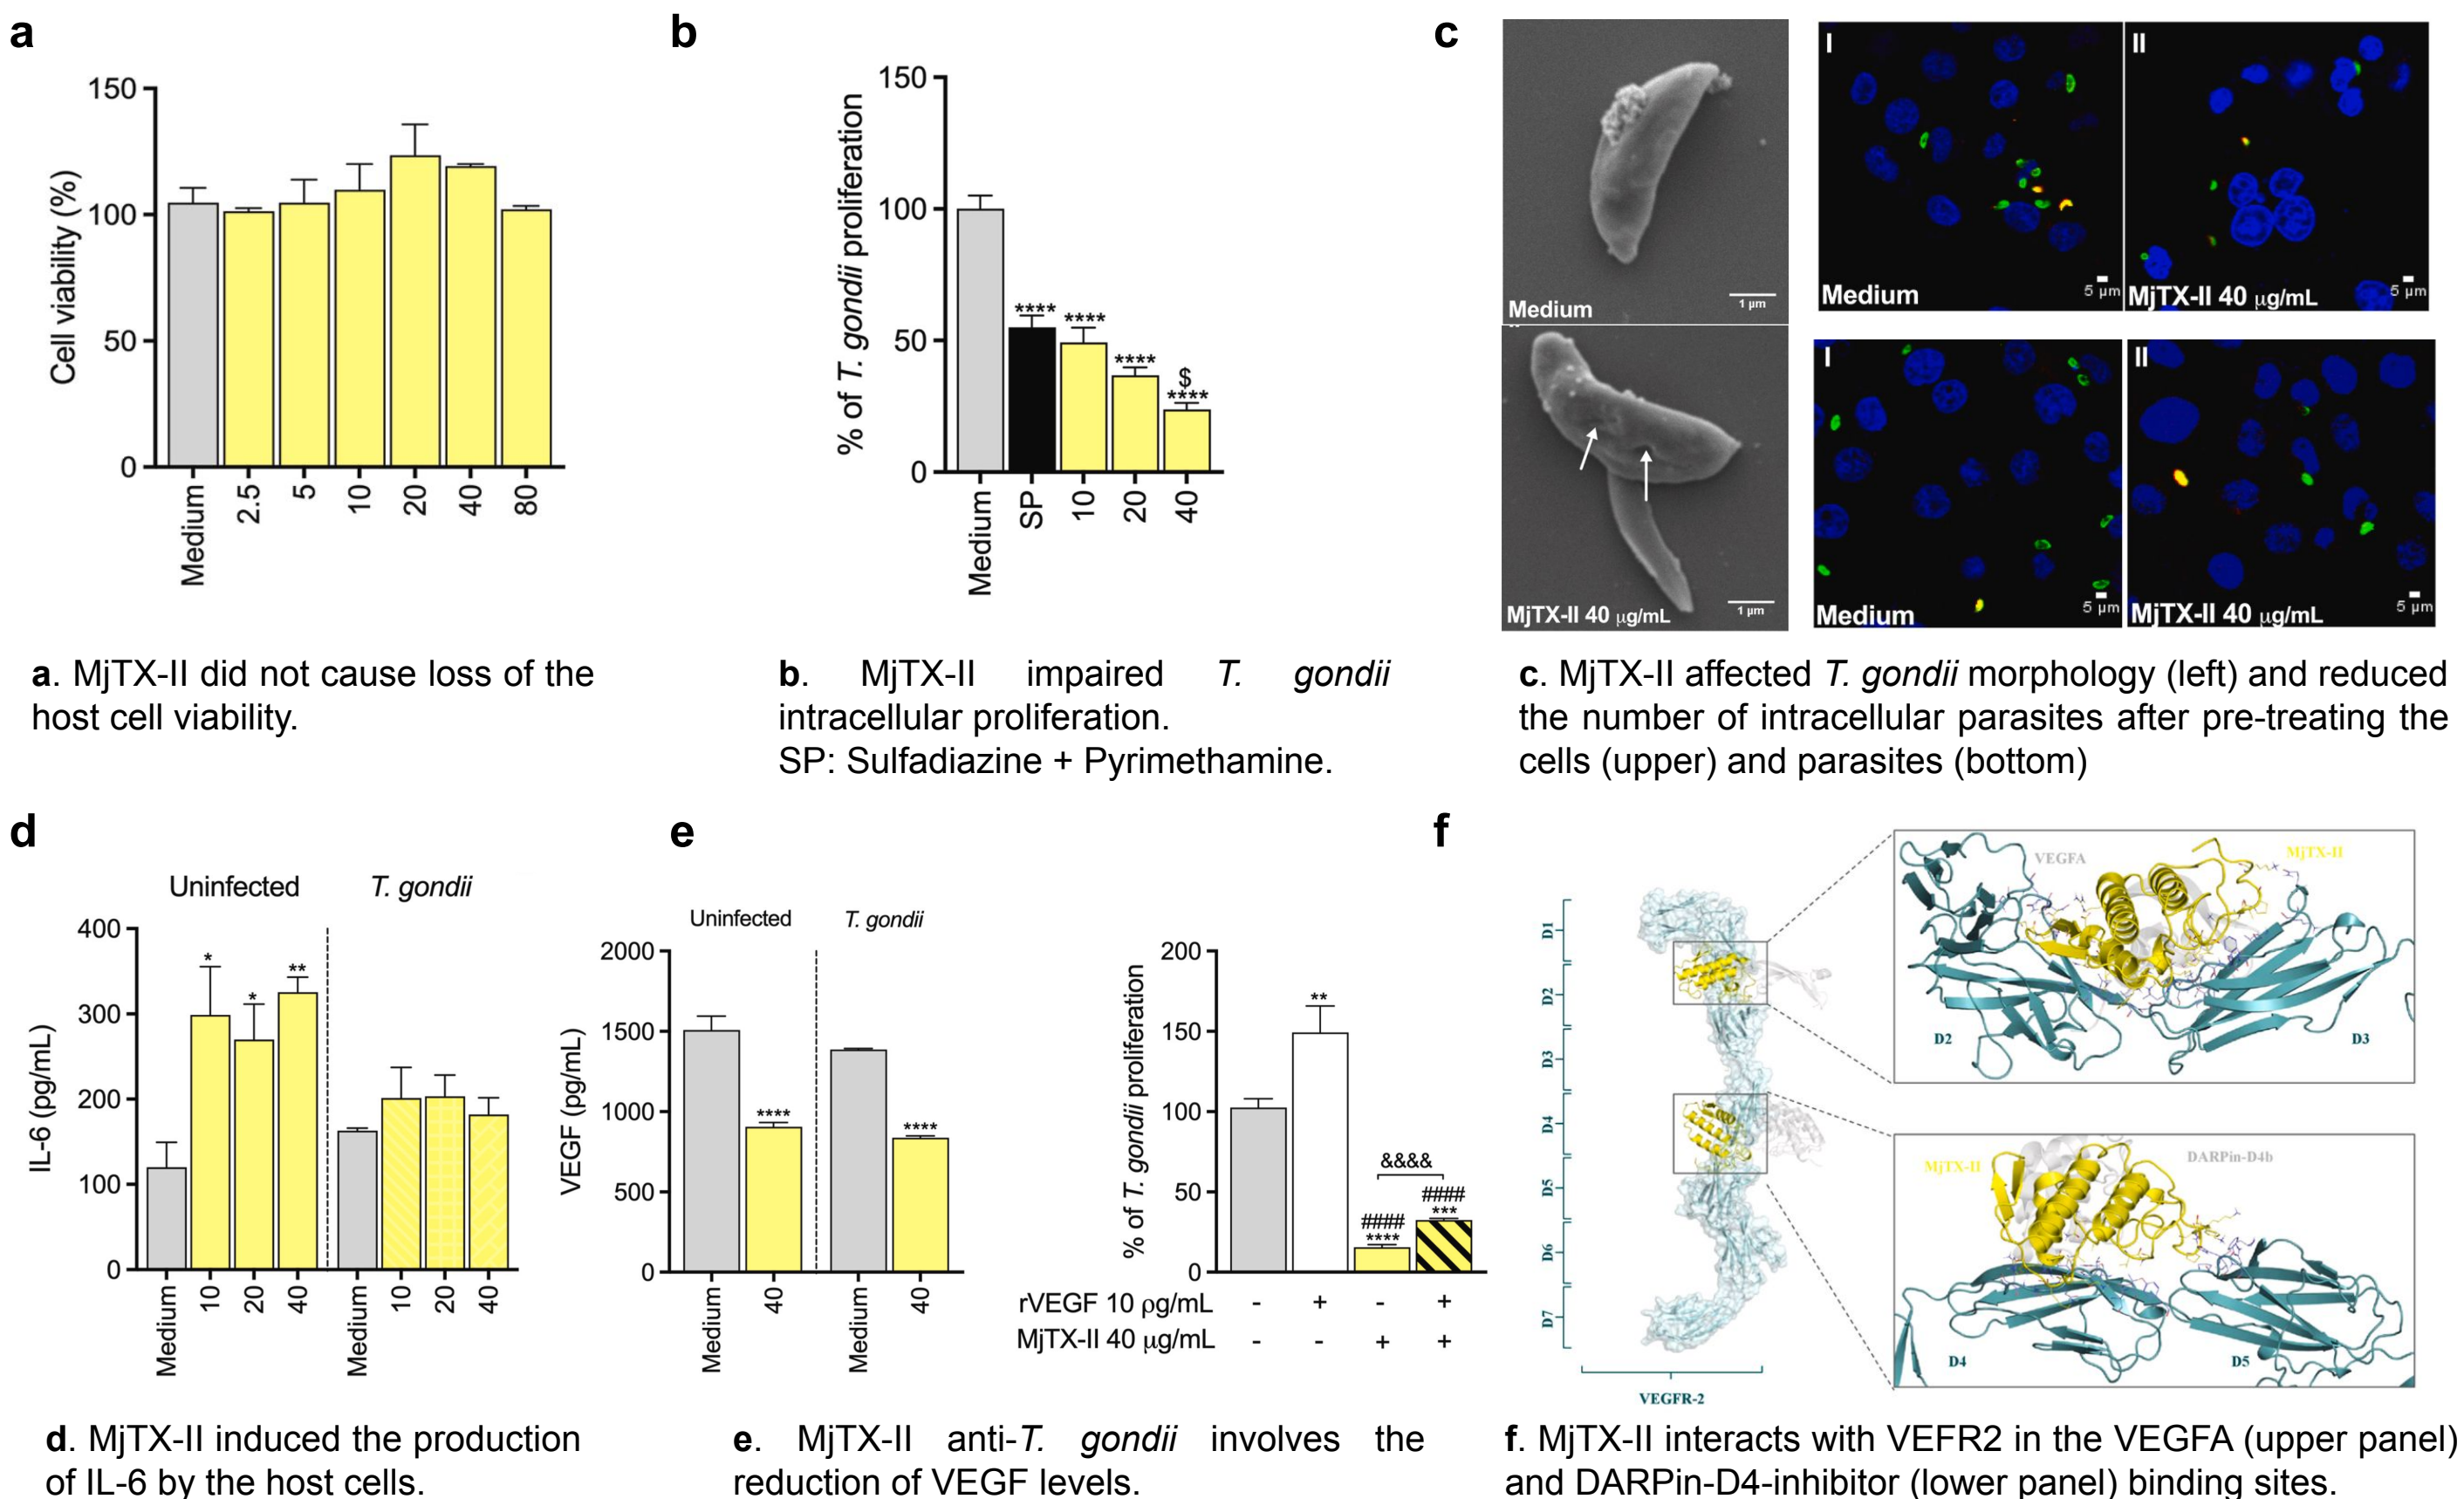 a
150
100
50
0
Cell viability (%)
Medium
2.5
5
10
20
40
80
a. MjTX-II did not cause loss of the
host cell viability.
b
150
100
50
0
% of T. gondii proliferation
****
****
****
$
****
Medium
SP
10
20
40
b. MjTX-II impaired T. gondii
intracellular proliferation.
SP: Sulfadiazine + Pyrimethamine.
c
Medium
1 µm
MjTX-II 40 µg/mL
1 µm
I
Medium
5 µm
II
MjTX-II 40 µg/mL
5 µm
I
Medium
5 µm
II
MjTX-II 40 µg/mL
5 µm
c. MjTX-II affected T. gondii morphology (left) and reduced
the number of intracellular parasites after pre-treating the
cells (upper) and parasites (bottom)
d
Uninfected
T. gondii
400
300
200
100
0
IL-6 (pg/mL)
*
*
**
Medium
10
20
40
Medium
10
20
40
d. MjTX-II induced the production
of IL-6 by the host cells.
e
Uninfected
T. gondii
2000
1500
1000
500
0
VEGF (pg/mL)
****
****
Medium
40
Medium
40
200
150
100
50
0
% of T. gondii proliferation
**
&&&&
####
****
####
***
rVEGF 10 ρg/mL - + - +
MjTX-II 40 µg/mL - - + +
e. MjTX-II anti-T. gondii involves the
reduction of VEGF levels.
f
D1
D2
D3
D4
D5
D6
D7
VEGFR-2
VEGFA
MjTX-II
D2
D3
MjTX-II
DARPin-D4b
D4
D5
f. MjTX-II interacts with VEFR2 in the VEGFA (upper panel)
and DARPin-D4-inhibitor (lower panel) binding sites.